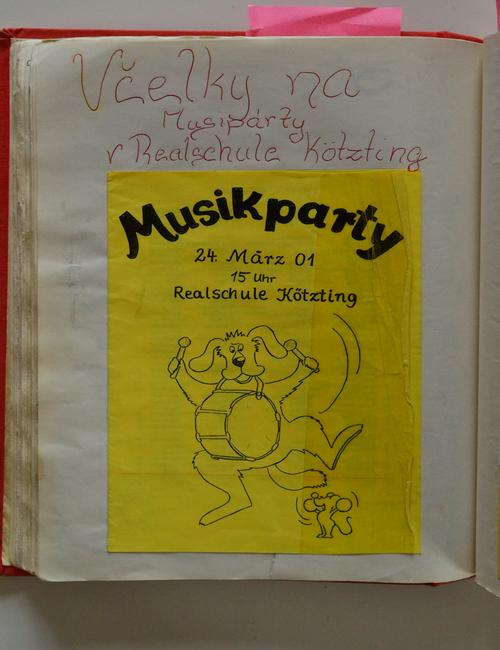 Včelky na
Musipárty
v Realschule Kötzting
Musikparty
24. März 01
15 Uhr
Realschule Kötzting